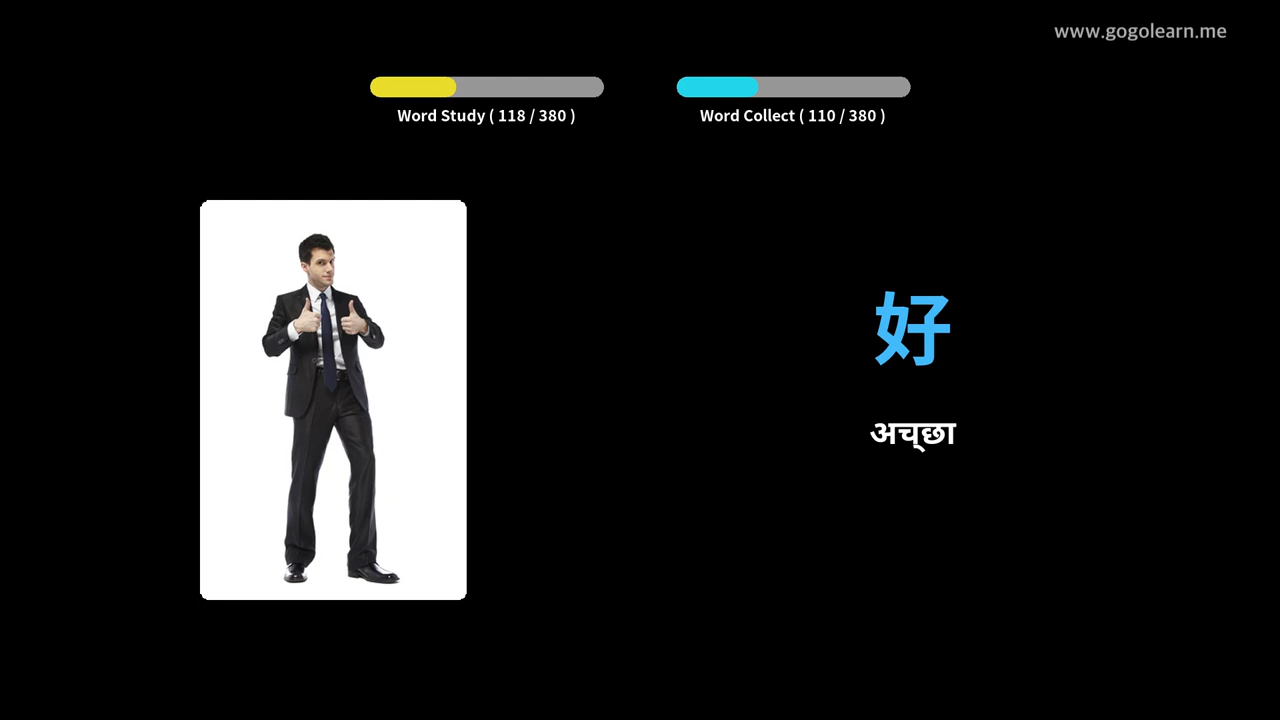 www.gogolearn.me
Word Study ( 118 / 380 )
Word Collect ( 110 / 380 )
好
अच्छा